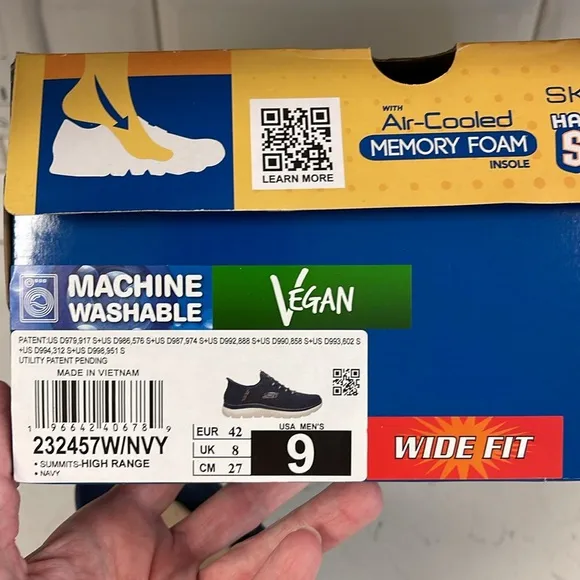 WITH
Air-Cooled
MEMORY FOAM
INSOLE
LEARN MORE
SK
HA
S
MACHINE
WASHABLE
VEGAN
PATENT:US D979,917 S+US D986,576 S+US D987,974 S+US D992,888 S+US D990,858 S+US D993,602 S
+US D994,312 S+US D998,951 S
UTILITY PATENT PENDING
MADE IN VIETNAM
1 96642 40678 9
232457W/NVY
• SUMMITS-HIGH RANGE
• NAVY
EUR 42
UK 8
CM 27
USA MEN'S
9
WIDE FIT